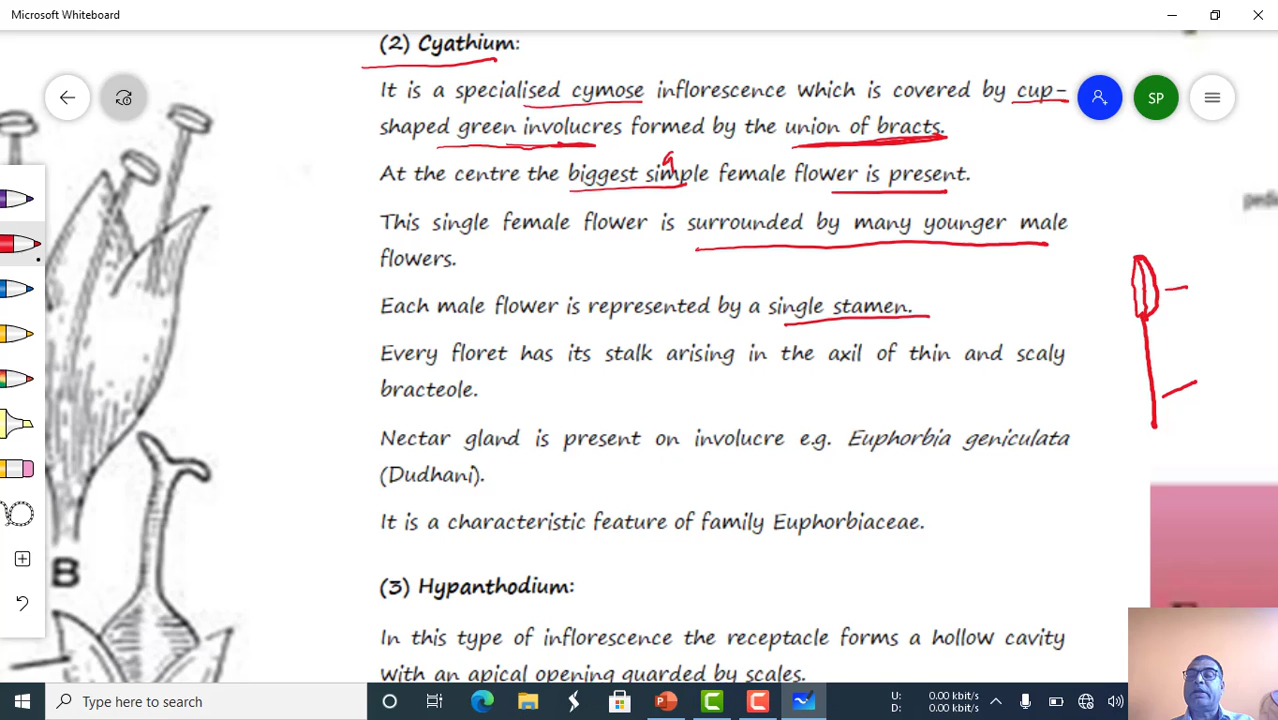 Microsoft Whiteboard
(2) Cyathium:
It is a specialised cymose inflorescence which is covered by cup-
shaped green involucres formed by the union of bracts.
At the centre the biggest simple female flower is present.
This single female flower is surrounded by many younger male
flowers.
Each male flower is represented by a single stamen.
Every floret has its stalk arising in the axil of thin and scaly
bracteole.
Nectar gland is present on involucre e.g. Euphorbia geniculata
(Dudhani).
It is a characteristic feature of family Euphorbiaceae.
(3) Hypanthodium:
In this type of inflorescence the receptacle forms a hollow cavity
with an apical opening guarded by scales.
SP
pedi
B
Type here to search
U: 0.00 kbit/s
D: 0.00 kbit/s